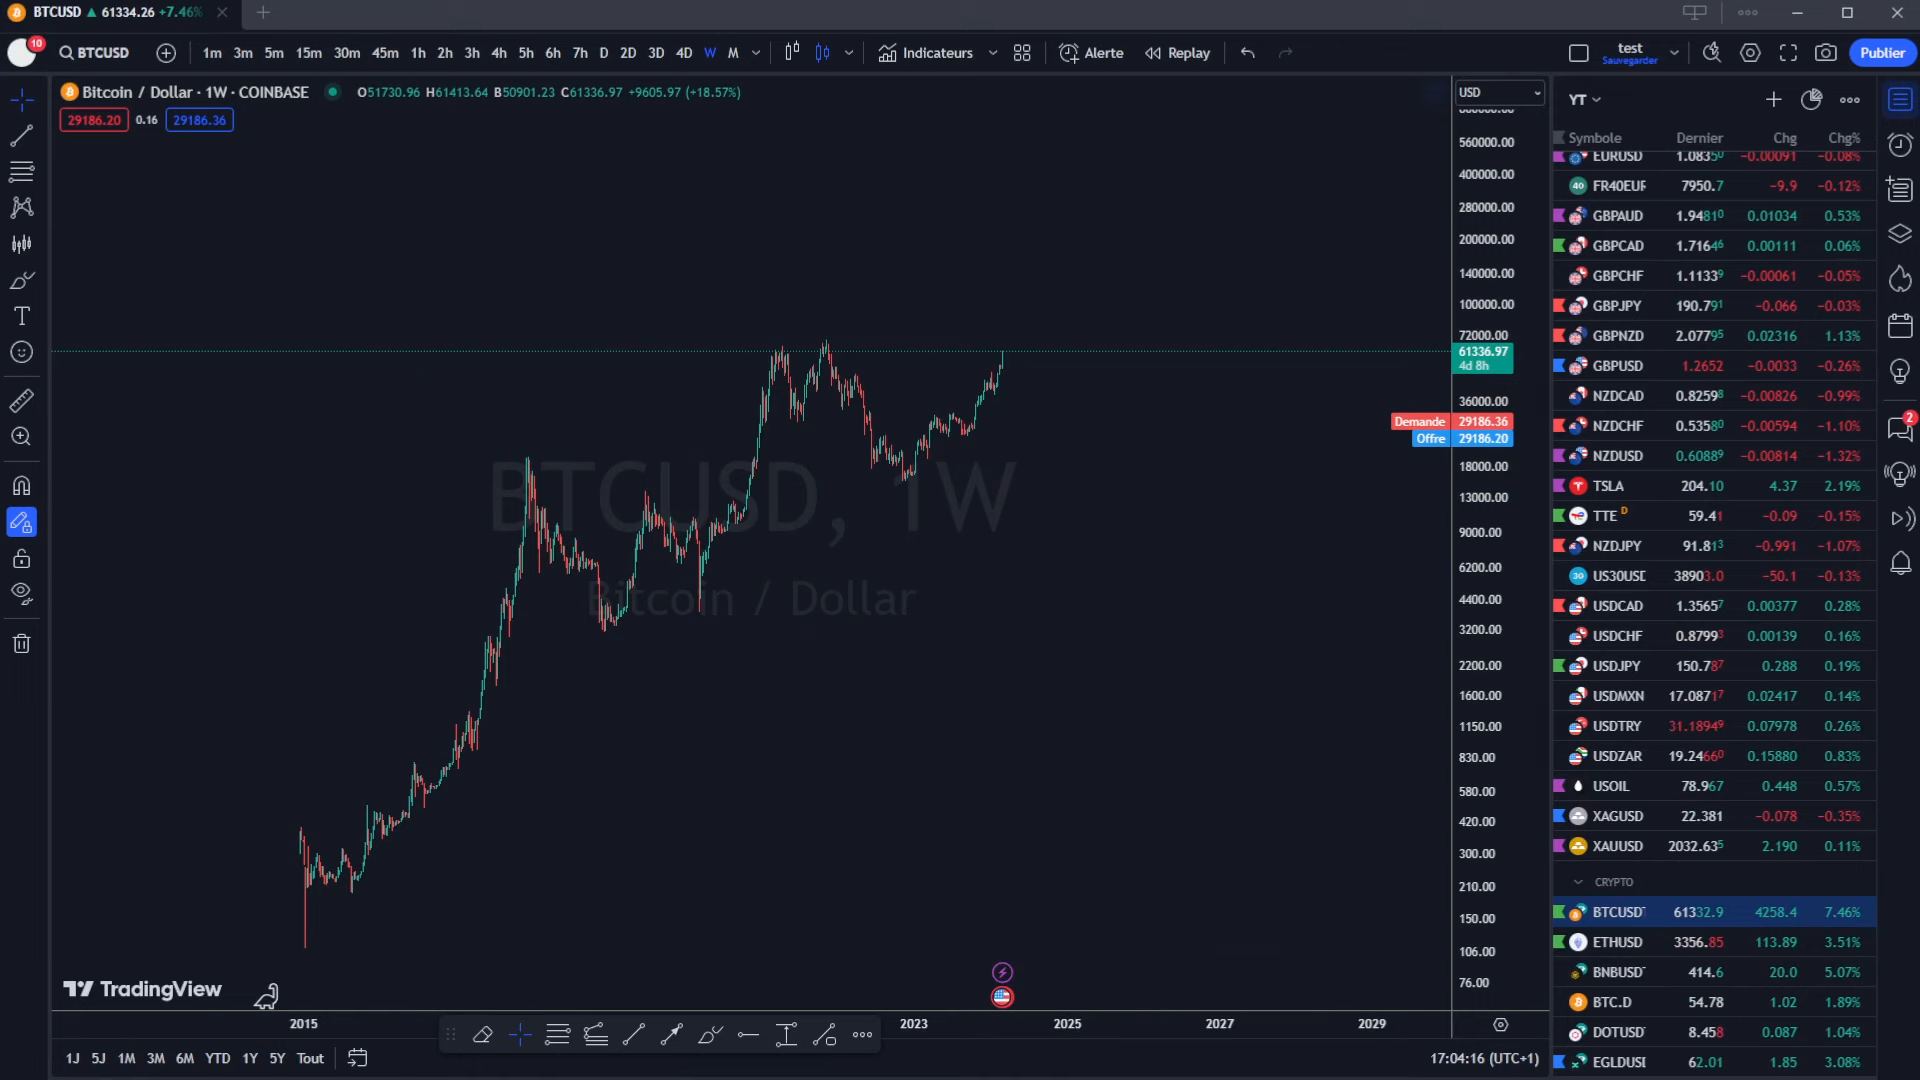 BTCUSD ▲ 61334.26 +7.46%
10
BTCUSD 1m 3m 5m 15m 30m 45m 1h 2h 3h 4h 5h 6h 7h D 2D 3D 4D W M Indicateurs Alerte Replay test Publier
Sauvegarder
Bitcoin / Dollar · 1W · COINBASE O51730.96 H61413.64 B50901.23 C61336.97 +9605.97 (+18.57%)
29186.20 0.16 29186.36
USD
560000.00
400000.00
280000.00
200000.00
140000.00
100000.00
72000.00
61336.97
4d 8h
36000.00
Demande 29186.36
Offre 29186.20
18000.00
13000.00
9000.00
6200.00
4400.00
3200.00
2200.00
1600.00
1150.00
830.00
580.00
420.00
300.00
210.00
150.00
106.00
76.00
BTCUSD, 1W
Bitcoin / Dollar
TradingView
2015 2023 2025 2027 2029
1J 5J 1M 3M 6M YTD 1Y 5Y Tout
17:04:16 (UTC+1)
YT
Symbole Dernier Chg Chg%
EURUSD 1.08350 −0.00091 −0.08%
40 FR40EUR 7950.7 −9.9 −0.12%
GBPAUD 1.94810 0.01034 0.53%
GBPCAD 1.71646 0.00111 0.06%
GBPCHF 1.11339 −0.00061 −0.05%
GBPJPY 190.791 −0.066 −0.03%
GBPNZD 2.07795 0.02316 1.13%
GBPUSD 1.2652 −0.0033 −0.26%
NZDCAD 0.82598 −0.00826 −0.99%
NZDCHF 0.53580 −0.00594 −1.10%
NZDUSD 0.60889 −0.00814 −1.32%
TSLA 204.10 4.37 2.19%
TTE D 59.41 −0.09 −0.15%
NZDJPY 91.813 −0.991 −1.07%
30 US30USD 38903.0 −50.1 −0.13%
USDCAD 1.35657 0.00377 0.28%
USDCHF 0.87993 0.00139 0.16%
USDJPY 150.787 0.288 0.19%
USDMXN 17.08717 0.02417 0.14%
USDTRY 31.18949 0.07978 0.26%
USDZAR 19.24660 0.15880 0.83%
USOIL 78.967 0.448 0.57%
XAGUSD 22.381 −0.078 −0.35%
XAUUSD 2032.635 2.190 0.11%
CRYPTO
BTCUSDT 61332.9 4258.4 7.46%
ETHUSD 3356.85 113.89 3.51%
BNBUSDT 414.6 20.0 5.07%
BTC.D 54.78 1.02 1.89%
DOTUSDT 8.458 0.087 1.04%
EGLDUSD 62.01 1.85 3.08%
2